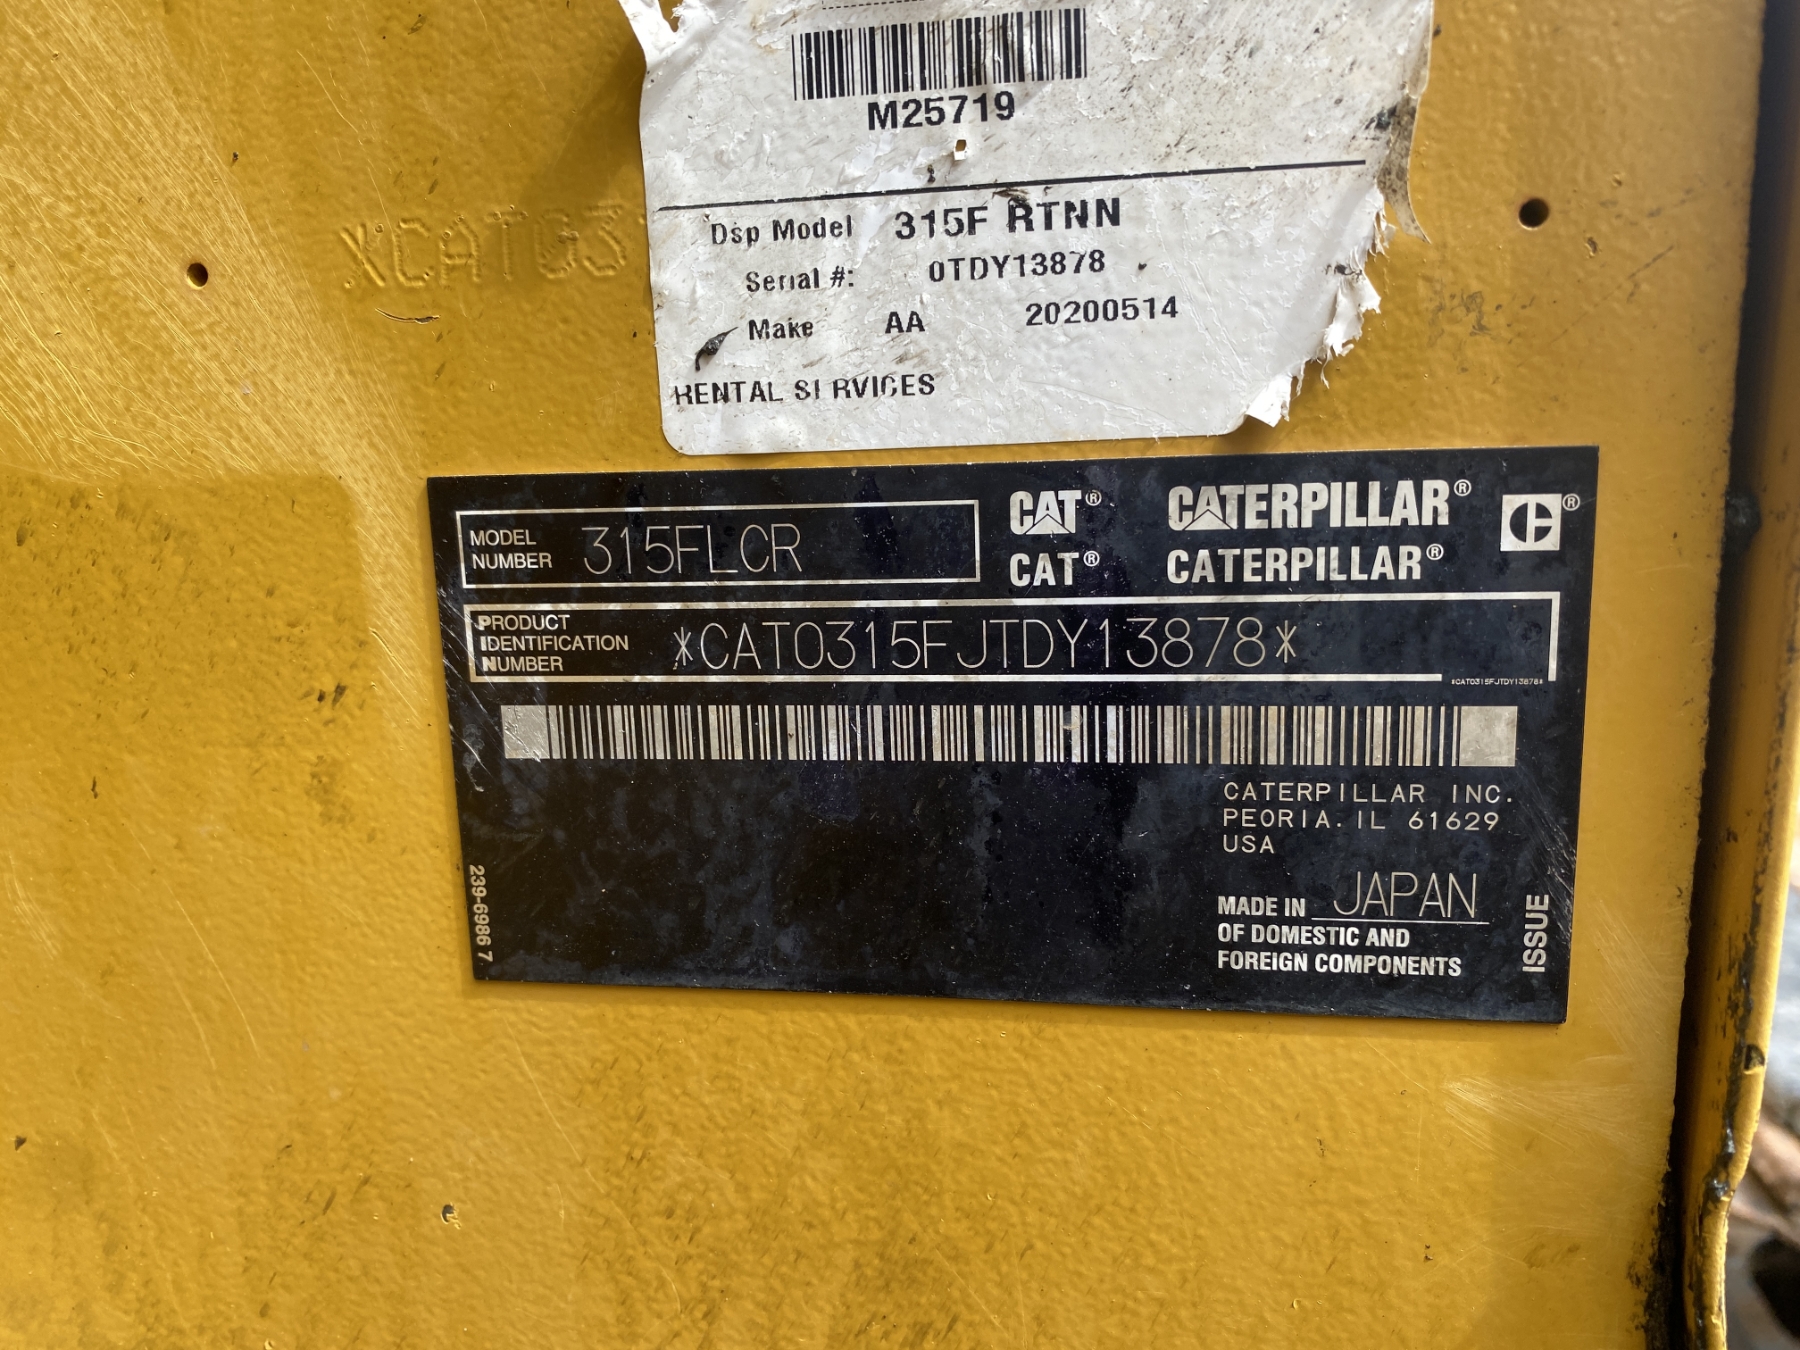 M25719
Dsp Model 315F RTNN
Serial #: 0TDY13878
Make AA 20200514
RENTAL SERVICES
*CAT03
MODEL NUMBER 315FLCR
CAT® CATERPILLAR® ®
CAT® CATERPILLAR®
PRODUCT IDENTIFICATION NUMBER *CAT0315FJTDY13878*
*CAT0315FJTDY13878*
CATERPILLAR INC.
PEORIA. IL 61629
USA
MADE IN JAPAN
OF DOMESTIC AND
FOREIGN COMPONENTS
239-6986 7
ISSUE